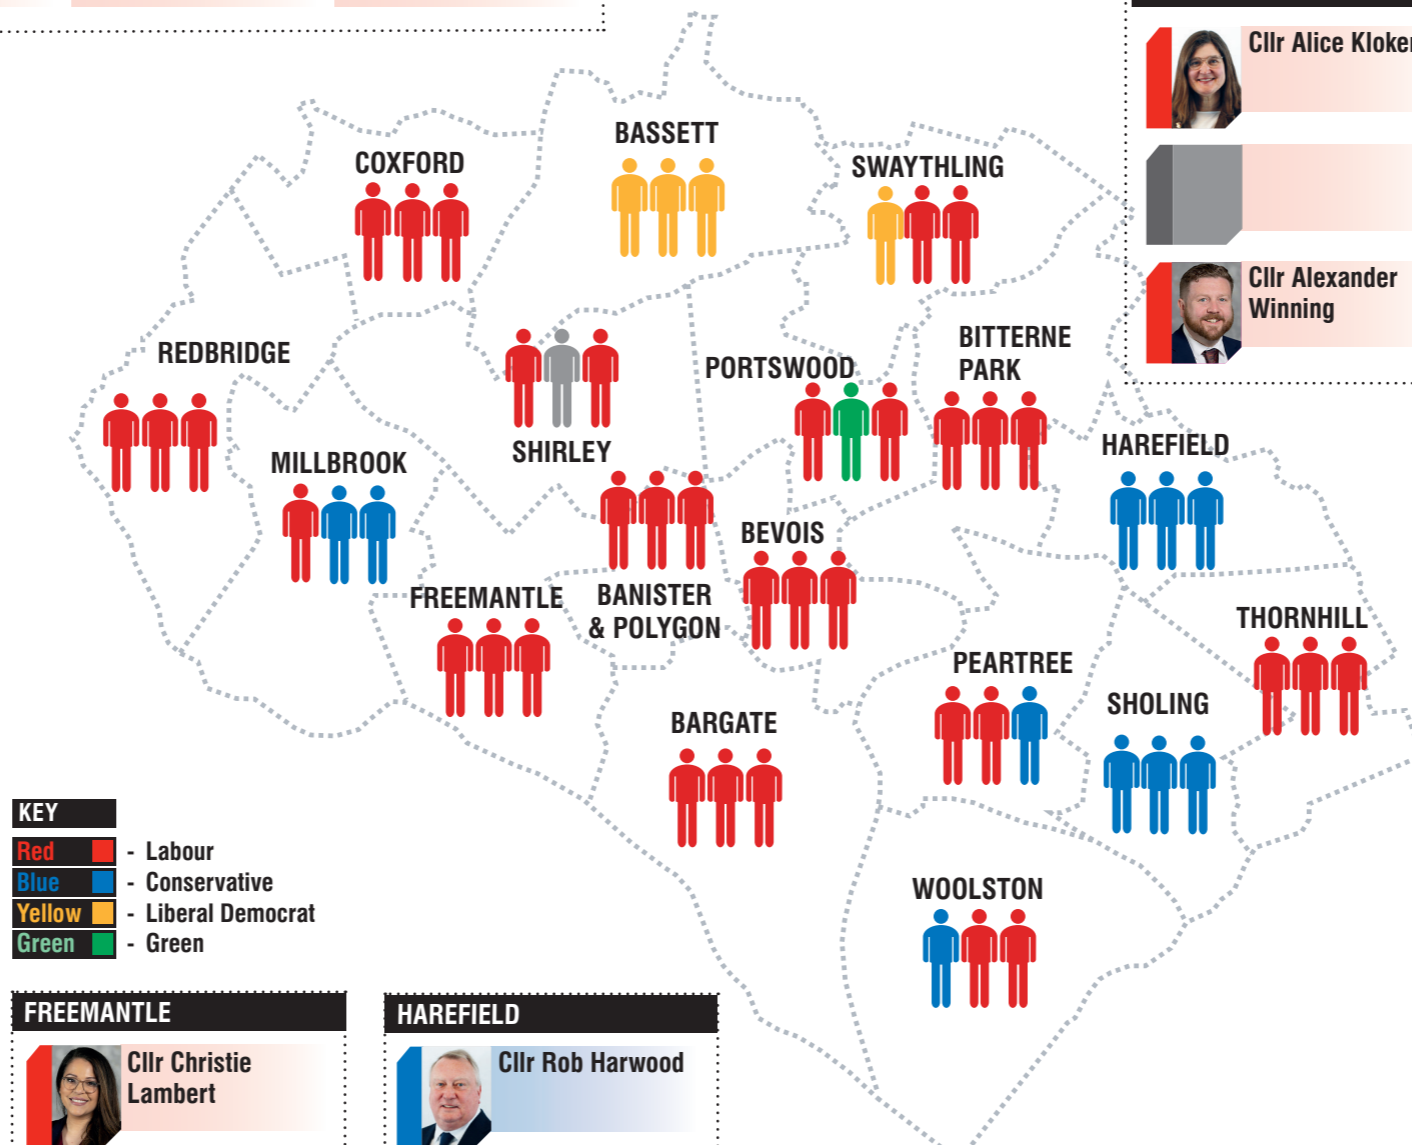 Cllr Alice Kloker
Cllr Alexander
Winning
BASSETT
COXFORD
SWAYTHLING
REDBRIDGE
BITTERNE
PARK
PORTSWOOD
SHIRLEY
MILLBROOK
HAREFIELD
BEVOIS
FREEMANTLE
BANISTER
& POLYGON
THORNHILL
PEARTREE
SHOLING
BARGATE
WOOLSTON
KEY
Red - Labour
Blue - Conservative
Yellow - Liberal Democrat
Green - Green
FREEMANTLE
Cllr Christie
Lambert
HAREFIELD
Cllr Rob Harwood